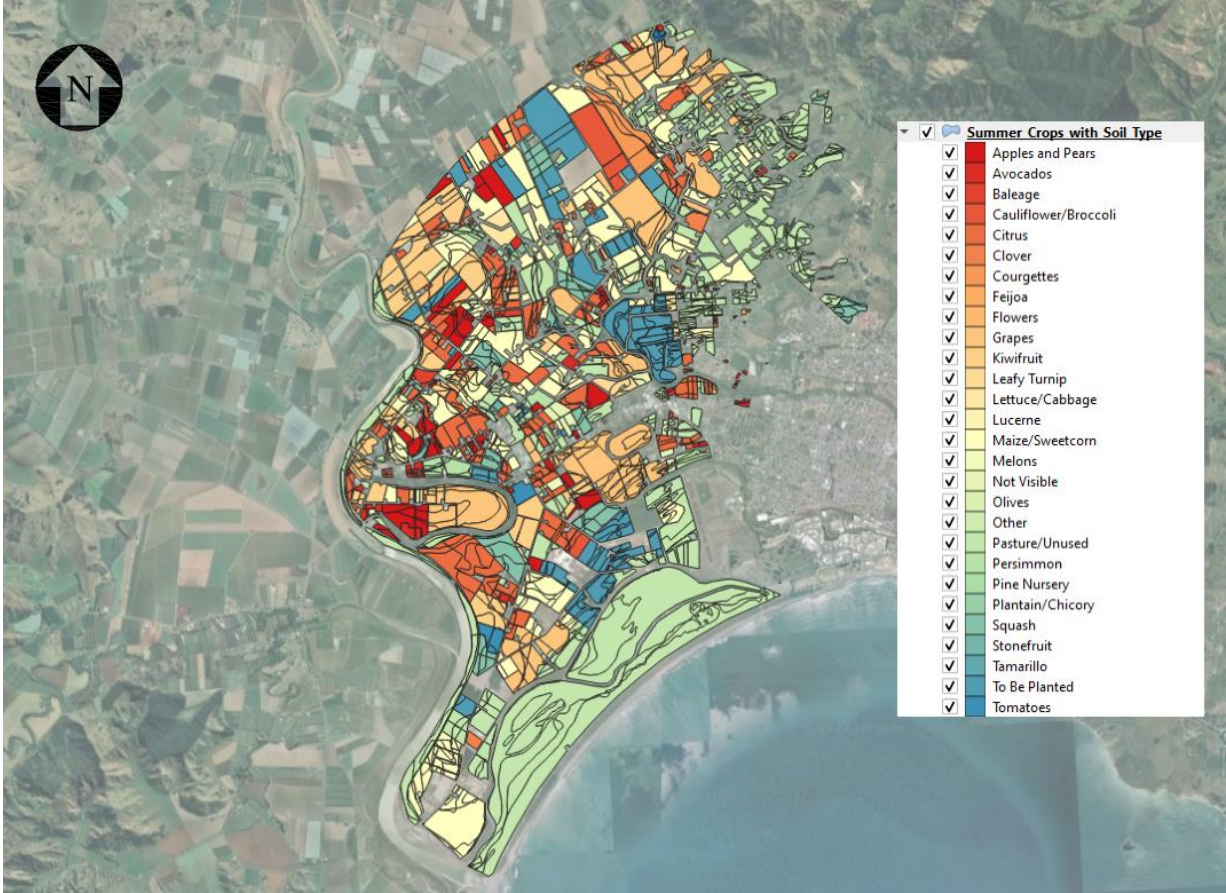 N
Summer Crops with Soil Type
Apples and Pears
Avocados
Baleage
Cauliflower/Broccoli
Citrus
Clover
Courgettes
Feijoa
Flowers
Grapes
Kiwifruit
Leafy Turnip
Lettuce/Cabbage
Lucerne
Maize/Sweetcorn
Melons
Not Visible
Olives
Other
Pasture/Unused
Persimmon
Pine Nursery
Plantain/Chicory
Squash
Stonefruit
Tamarillo
To Be Planted
Tomatoes